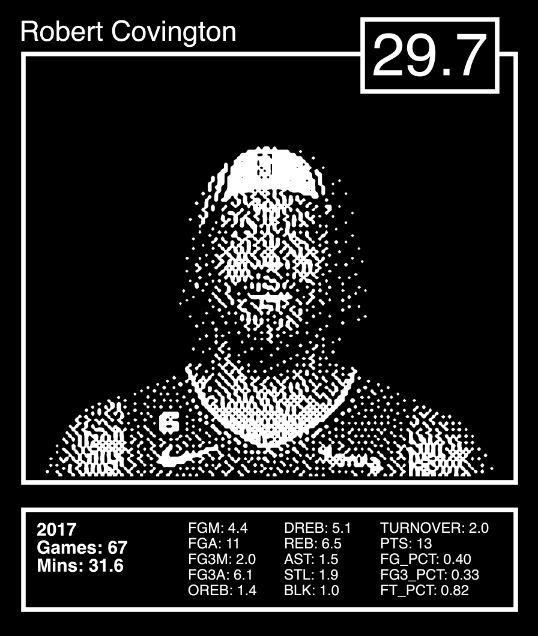 Robert Covington
29.7
6
2017
Games: 67
Mins: 31.6
FGM: 4.4
FGA: 11
FG3M: 2.0
FG3A: 6.1
OREB: 1.4
DREB: 5.1
REB: 6.5
AST: 1.5
STL: 1.9
BLK: 1.0
TURNOVER: 2.0
PTS: 13
FG_PCT: 0.40
FG3_PCT: 0.33
FT_PCT: 0.82